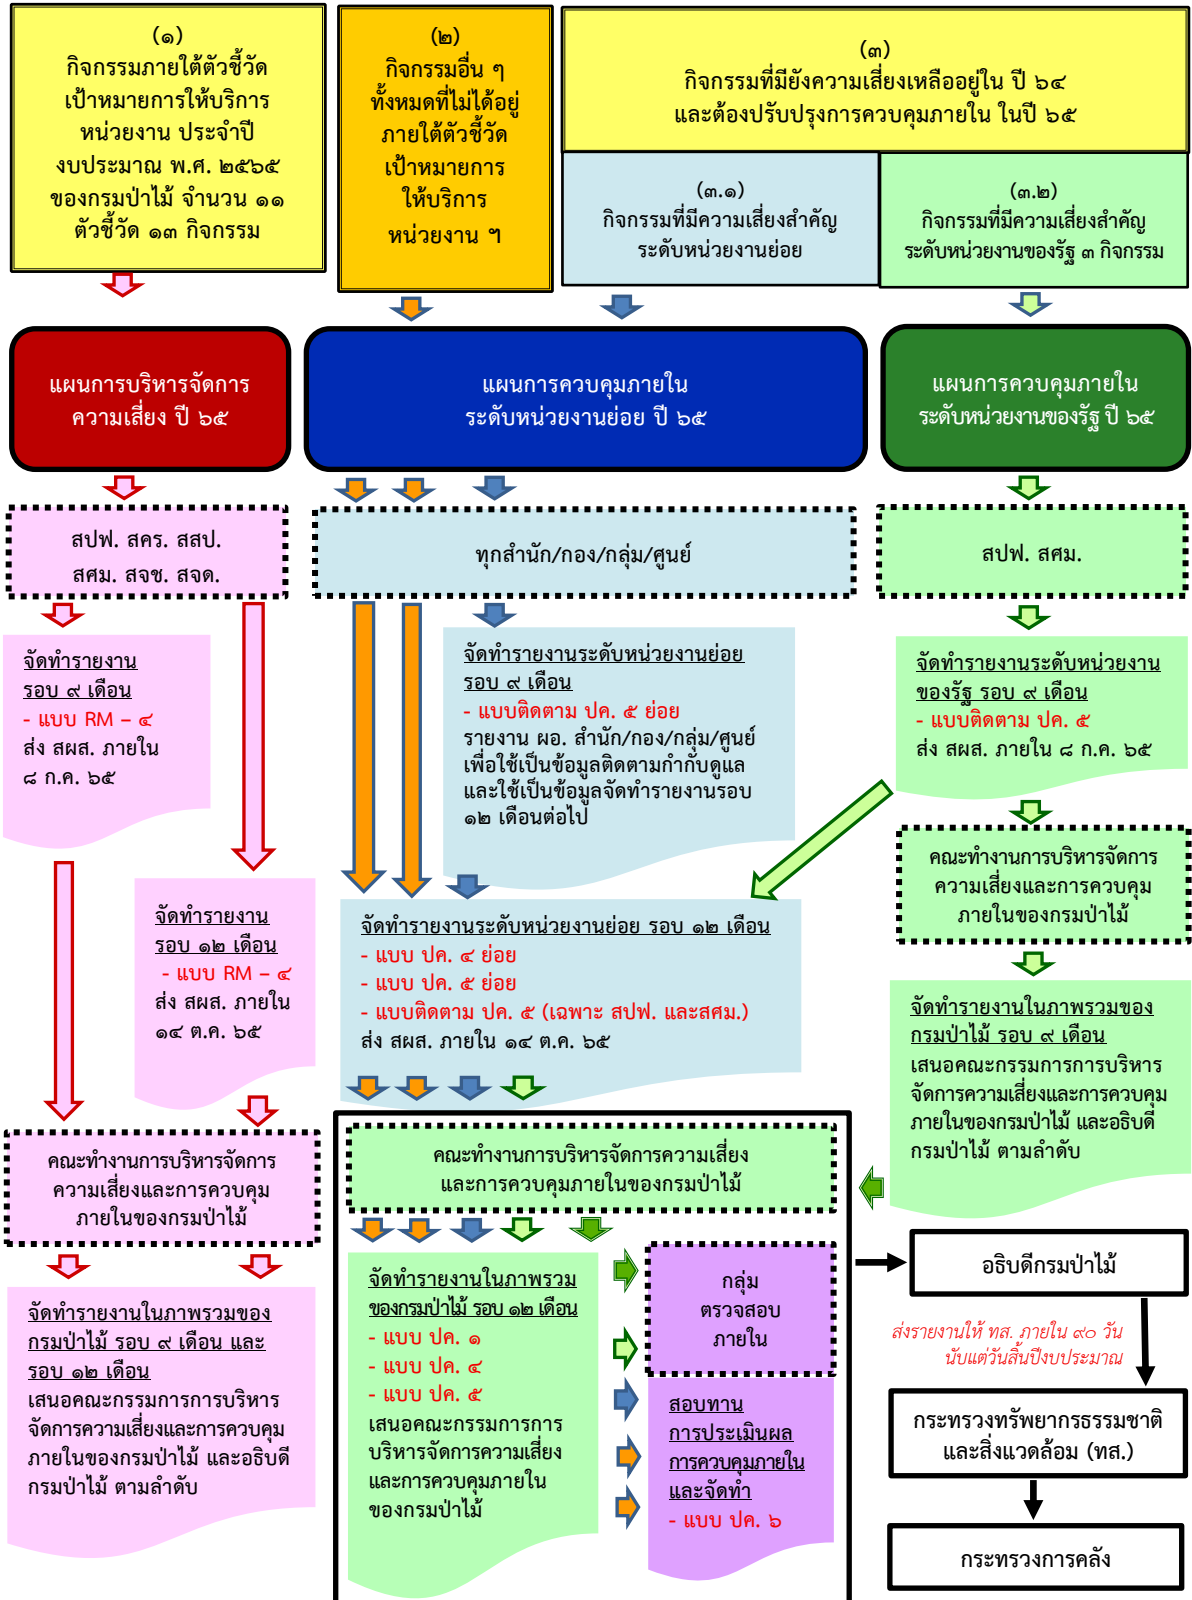 (๑)
กิจกรรมภายใต้ตัวชี้วัด
เป้าหมายการให้บริการ
หน่วยงาน ประจำปี
งบประมาณ พ.ศ. ๒๕๖๕
ของกรมป่าไม้ จำนวน ๑๑
ตัวชี้วัด ๑๓ กิจกรรม
(๒)
กิจกรรมอื่น ๆ
ทั้งหมดที่ไม่ได้อยู่
ภายใต้ตัวชี้วัด
เป้าหมายการ
ให้บริการ
หน่วยงาน ฯ
(๓)
กิจกรรมที่มียังความเสี่ยงเหลืออยู่ใน ปี ๖๔
และต้องปรับปรุงการควบคุมภายใน ในปี ๖๕
(๓.๑)
กิจกรรมที่มีความเสี่ยงสำคัญ
ระดับหน่วยงานย่อย
(๓.๒)
กิจกรรมที่มีความเสี่ยงสำคัญ
ระดับหน่วยงานของรัฐ ๓ กิจกรรม
แผนการบริหารจัดการ
ความเสี่ยง ปี ๖๕
แผนการควบคุมภายใน
ระดับหน่วยงานย่อย ปี ๖๕
แผนการควบคุมภายใน
ระดับหน่วยงานของรัฐ ปี ๖๕
สปฟ. สคร. สสป.
สศม. สจช. สจด.
ทุกสำนัก/กอง/กลุ่ม/ศูนย์
สปฟ. สศม.
จัดทำรายงาน
รอบ ๙ เดือน
- แบบ RM – ๔
ส่ง สผส. ภายใน
๘ ก.ค. ๖๕
จัดทำรายงานระดับหน่วยงานย่อย
รอบ ๙ เดือน
- แบบติดตาม ปค. ๕ ย่อย
รายงาน ผอ. สำนัก/กอง/กลุ่ม/ศูนย์
เพื่อใช้เป็นข้อมูลติดตามกำกับดูแล
และใช้เป็นข้อมูลจัดทำรายงานรอบ
๑๒ เดือนต่อไป
จัดทำรายงานระดับหน่วยงาน
ของรัฐ รอบ ๙ เดือน
- แบบติดตาม ปค. ๕
ส่ง สผส. ภายใน ๘ ก.ค. ๖๕
คณะทำงานการบริหารจัดการ
ความเสี่ยงและการควบคุม
ภายในของกรมป่าไม้
จัดทำรายงาน
รอบ ๑๒ เดือน
- แบบ RM – ๔
ส่ง สผส. ภายใน
๑๔ ต.ค. ๖๕
จัดทำรายงานระดับหน่วยงานย่อย รอบ ๑๒ เดือน
- แบบ ปค. ๔ ย่อย
- แบบ ปค. ๕ ย่อย
- แบบติดตาม ปค. ๕ (เฉพาะ สปฟ. และสศม.)
ส่ง สผส. ภายใน ๑๔ ต.ค. ๖๕
จัดทำรายงานในภาพรวมของ
กรมป่าไม้ รอบ ๙ เดือน
เสนอคณะกรรมการการบริหาร
จัดการความเสี่ยงและการควบคุม
ภายในของกรมป่าไม้ และอธิบดี
กรมป่าไม้ ตามลำดับ
คณะทำงานการบริหารจัดการ
ความเสี่ยงและการควบคุม
ภายในของกรมป่าไม้
คณะทำงานการบริหารจัดการความเสี่ยง
และการควบคุมภายในของกรมป่าไม้
จัดทำรายงานในภาพรวมของ
กรมป่าไม้ รอบ ๙ เดือน และ
รอบ ๑๒ เดือน
เสนอคณะกรรมการการบริหาร
จัดการความเสี่ยงและการควบคุม
ภายในของกรมป่าไม้ และอธิบดี
กรมป่าไม้ ตามลำดับ
จัดทำรายงานในภาพรวม
ของกรมป่าไม้ รอบ ๑๒ เดือน
- แบบ ปค. ๑
- แบบ ปค. ๔
- แบบ ปค. ๕
เสนอคณะกรรมการการ
บริหารจัดการความเสี่ยง
และการควบคุมภายใน
ของกรมป่าไม้
กลุ่ม
ตรวจสอบ
ภายใน
สอบทาน
การประเมินผล
การควบคุมภายใน
และจัดทำ
- แบบ ปค. ๖
อธิบดีกรมป่าไม้
ส่งรายงานให้ ทส. ภายใน ๙๐ วัน
นับแต่วันสิ้นปีงบประมาณ
กระทรวงทรัพยากรธรรมชาติ
และสิ่งแวดล้อม (ทส.)
กระทรวงการคลัง